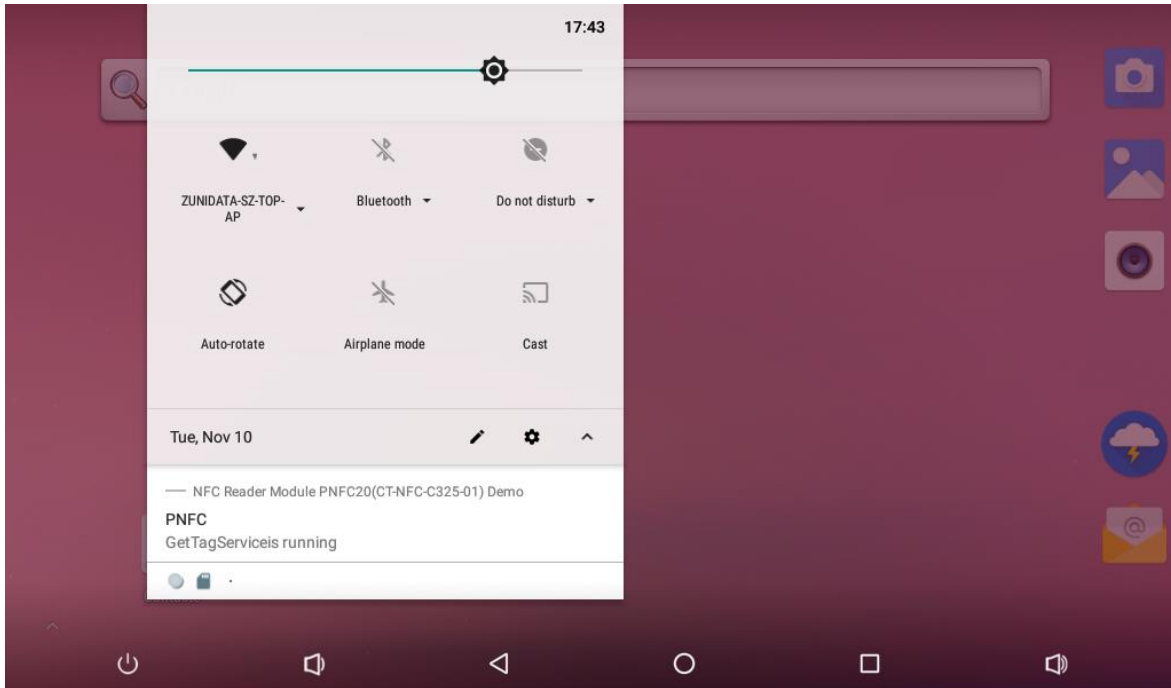 17:43
ZUNIDATA-SZ-TOP-
AP
Bluetooth
Do not disturb
Auto-rotate
Airplane mode
Cast
Tue, Nov 10
NFC Reader Module PNFC20(CT-NFC-C325-01) Demo
PNFC
GetTagServiceis running
@